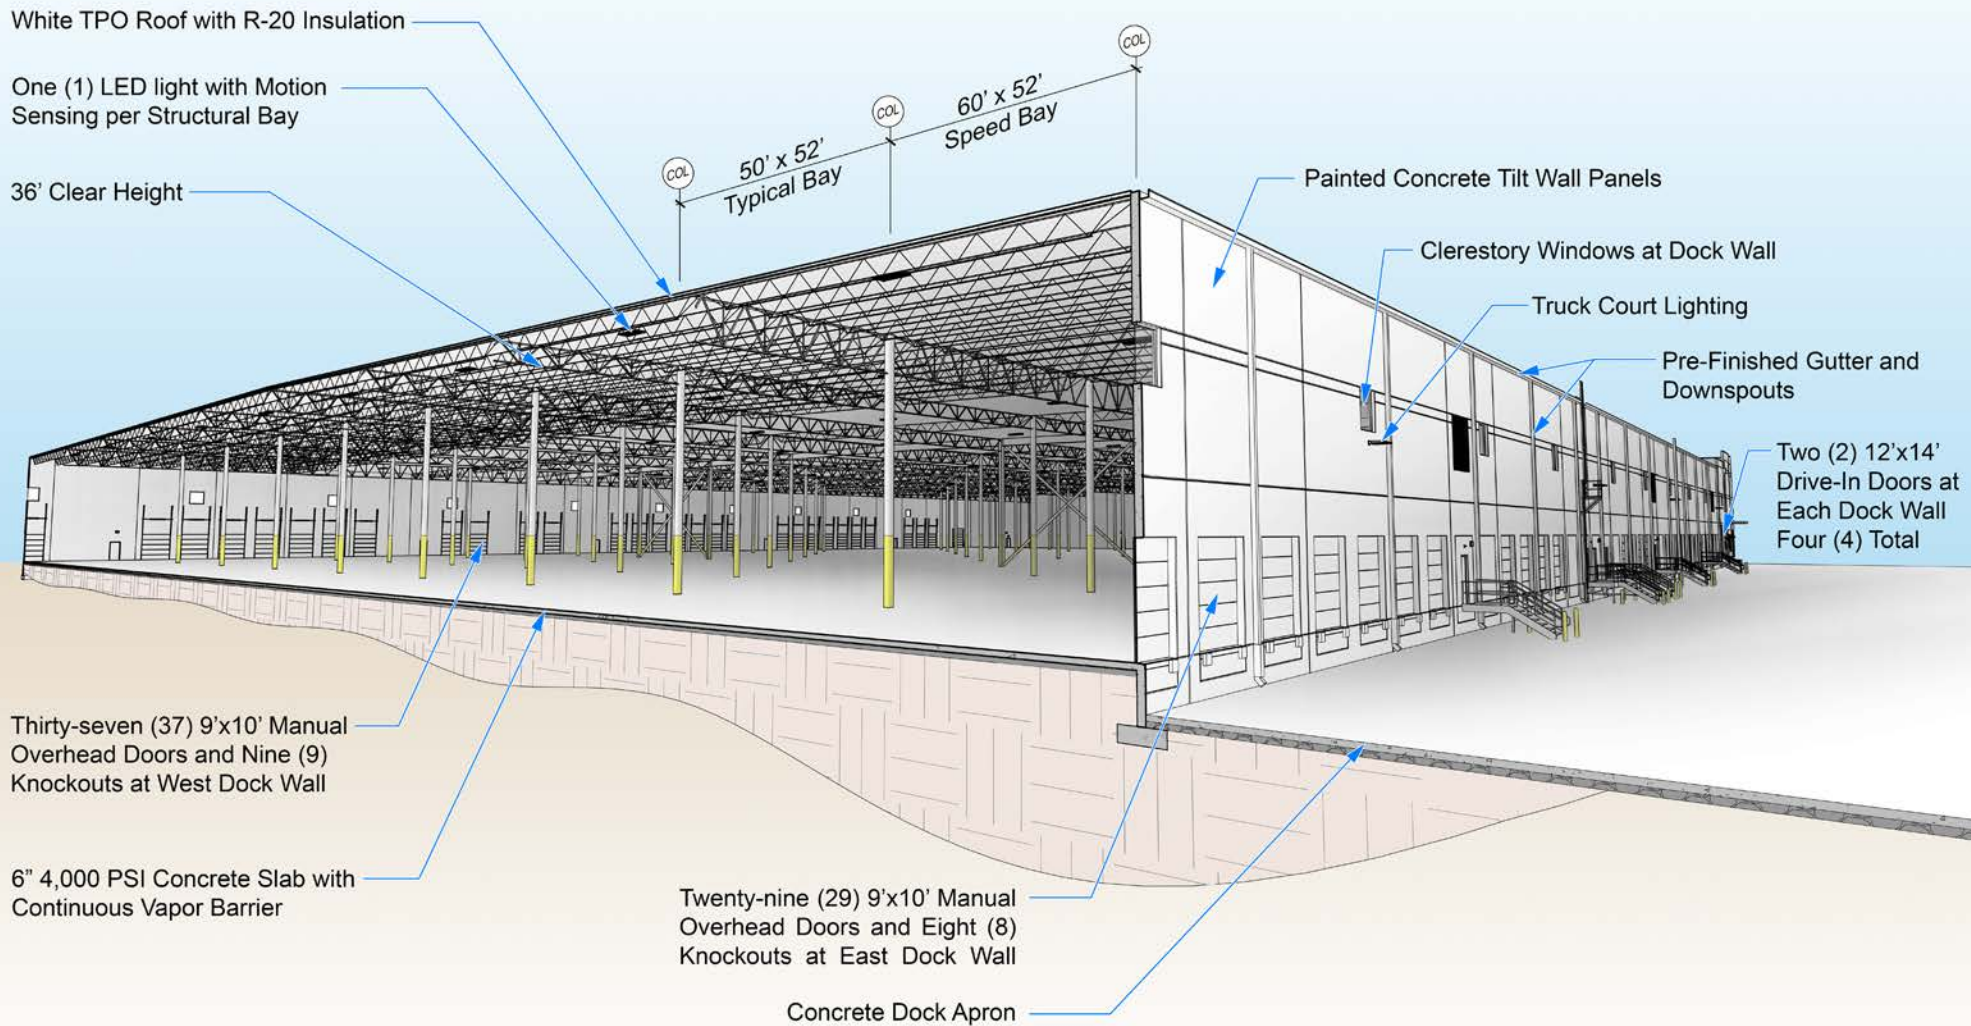 White TPO Roof with R-20 Insulation
One (1) LED light with Motion
Sensing per Structural Bay
36’ Clear Height
COL
COL
COL
50’ x 52’
Typical Bay
60’ x 52’
Speed Bay
Painted Concrete Tilt Wall Panels
Clerestory Windows at Dock Wall
Truck Court Lighting
Pre-Finished Gutter and
Downspouts
Two (2) 12’x14’
Drive-In Doors at
Each Dock Wall
Four (4) Total
Thirty-seven (37) 9’x10’ Manual
Overhead Doors and Nine (9)
Knockouts at West Dock Wall
6” 4,000 PSI Concrete Slab with
Continuous Vapor Barrier
Twenty-nine (29) 9’x10’ Manual
Overhead Doors and Eight (8)
Knockouts at East Dock Wall
Concrete Dock Apron